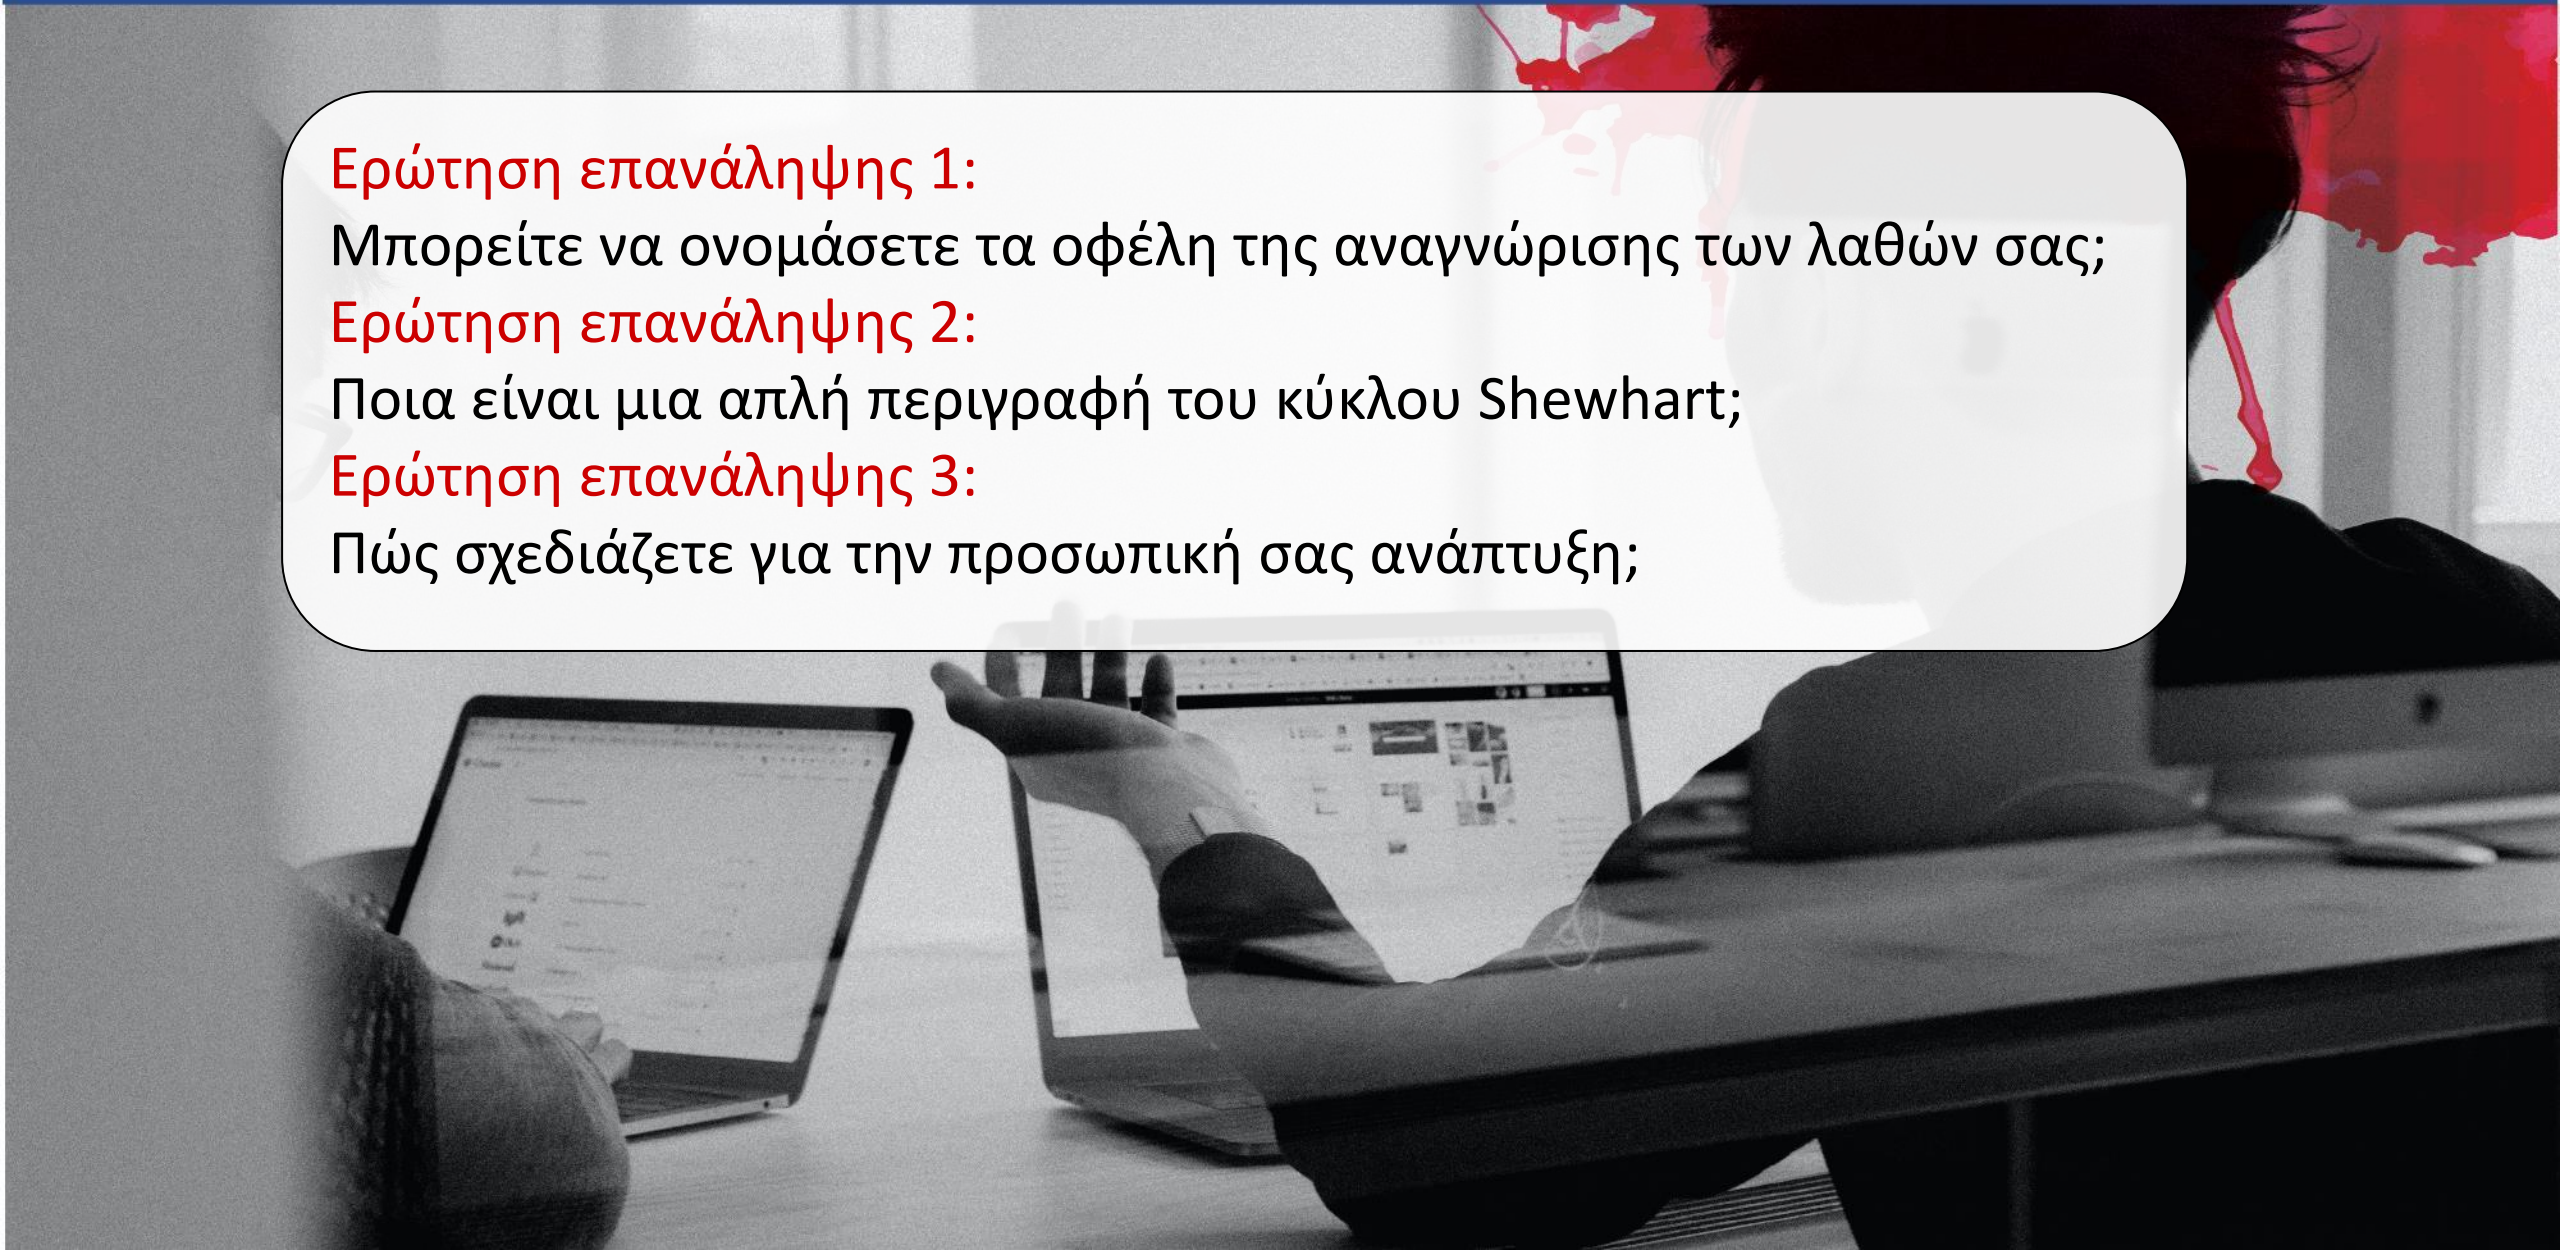 Ερώτηση επανάληψης 1:
Μπορείτε να ονομάσετε τα οφέλη της αναγνώρισης των λαθών σας;
Ερώτηση επανάληψης 2:
Ποια είναι μια απλή περιγραφή του κύκλου Shewhart;
Ερώτηση επανάληψης 3:
Πώς σχεδιάζετε για την προσωπική σας ανάπτυξη;